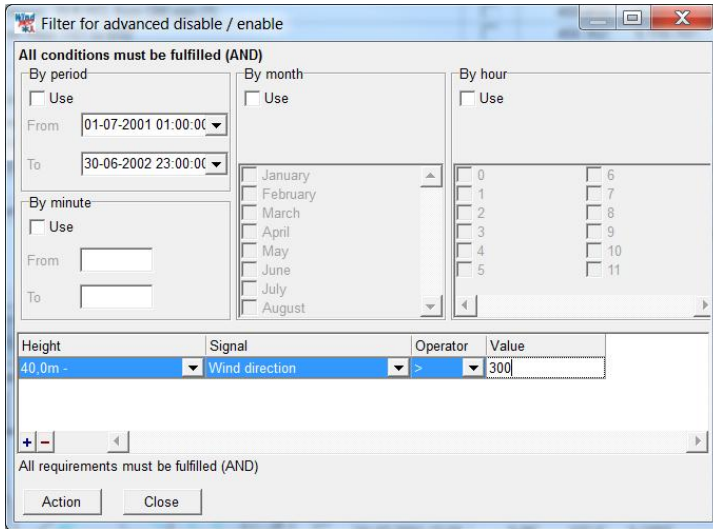 Filter for advanced disable / enable
All conditions must be fulfilled (AND)
By period
Use
From 01-07-2001 01:00:00
To 30-06-2002 23:00:00
By minute
Use
From
To
By month
Use
January
February
March
April
May
June
July
August
By hour
Use
0 6
1 7
2 8
3 9
4 10
5 11
Height Signal Operator Value
40,0m - Wind direction > 300
+ -
All requirements must be fulfilled (AND)
Action Close